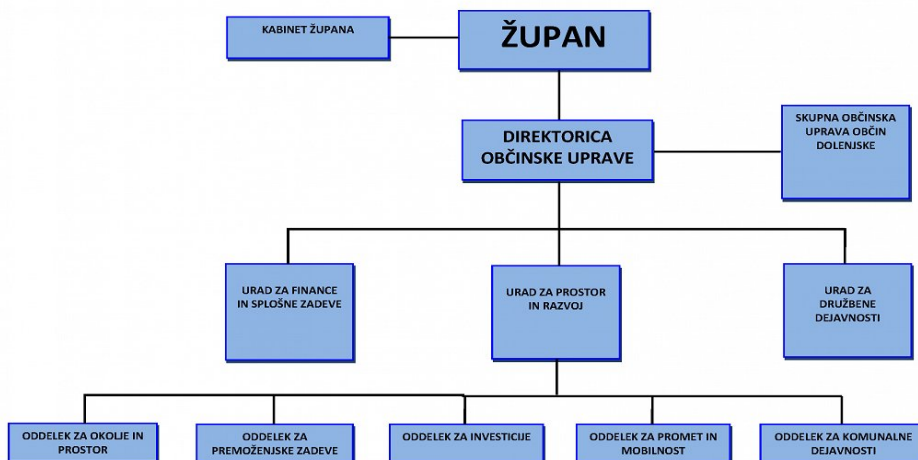 KABINET ŽUPANA
ŽUPAN
DIREKTORICA
OBČINSKE UPRAVE
SKUPNA OBČINSKA
UPRAVA OBČIN
DOLENJSKE
URAD ZA FINANCE
IN SPLOŠNE ZADEVE
URAD ZA PROSTOR
IN RAZVOJ
URAD ZA
DRUŽBENE
DEJAVNOSTI
ODDELEK ZA OKOLJE IN
PROSTOR
ODDELEK ZA
PREMOŽENJSKE ZADEVE
ODDELEK ZA INVESTICIJE
ODDELEK ZA PROMET IN
MOBILNOST
ODDELEK ZA KOMUNALNE
DEJAVNOSTI